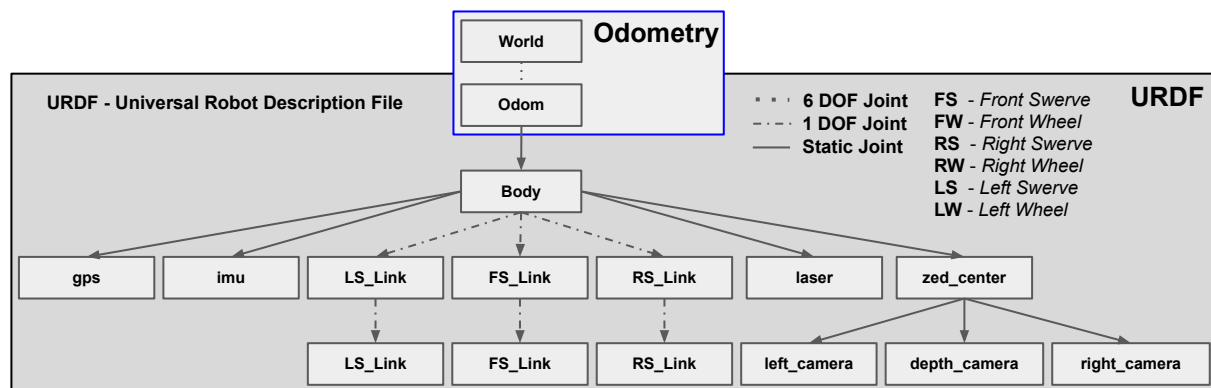 World
Odometry
Odom
URDF - Universal Robot Description File
6 DOF Joint
1 DOF Joint
Static Joint
FS - Front Swerve
FW - Front Wheel
RS - Right Swerve
RW - Right Wheel
LS - Left Swerve
LW - Left Wheel
URDF
Body
gps
imu
LS_Link
FS_Link
RS_Link
laser
zed_center
LS_Link
FS_Link
RS_Link
left_camera
depth_camera
right_camera